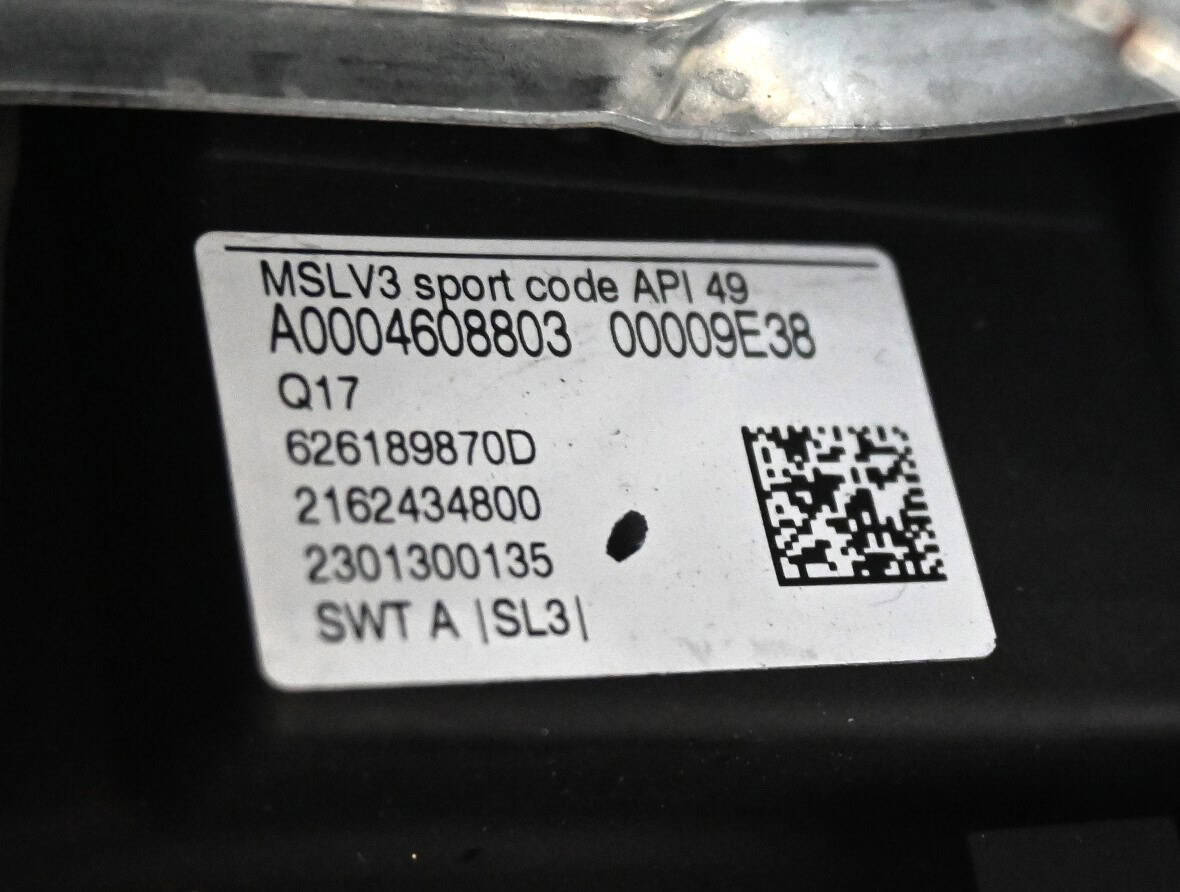 MSLV3 sport code API 49
A0004608803 00009E38
Q17
626189870D
2162434800
2301300135
SWT A |SL3|